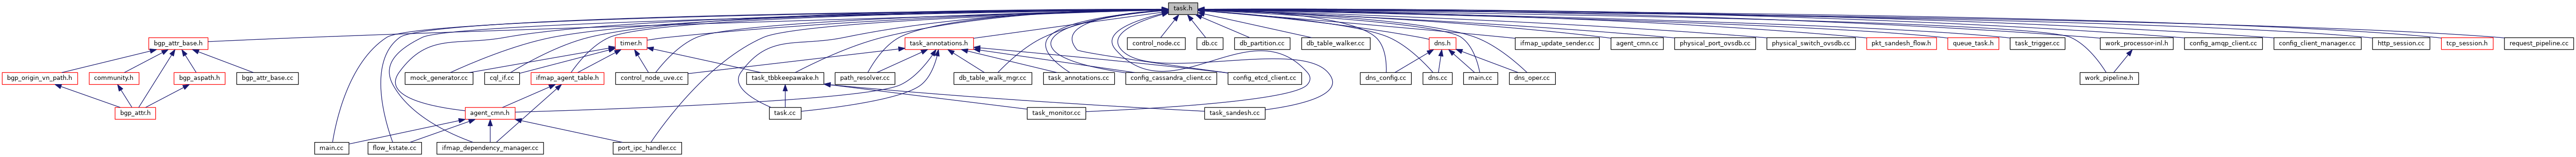 task.h
bgp_attr_base.h
timer.h
task_annotations.h
control_node.cc
db.cc
db_partition.cc
db_table_walker.cc
dns.h
ifmap_update_sender.cc
agent_cmn.cc
physical_port_ovsdb.cc
physical_switch_ovsdb.cc
pkt_sandesh_flow.h
queue_task.h
task_trigger.cc
work_processor-inl.h
config_amqp_client.cc
config_client_manager.cc
http_session.cc
tcp_session.h
request_pipeline.cc
bgp_origin_vn_path.h
community.h
bgp_aspath.h
bgp_attr_base.cc
mock_generator.cc
cql_if.cc
ifmap_agent_table.h
control_node_uve.cc
task_tbbkeepawake.h
path_resolver.cc
db_table_walk_mgr.cc
task_annotations.cc
config_cassandra_client.cc
config_etcd_client.cc
dns_config.cc
dns.cc
main.cc
dns_oper.cc
work_pipeline.h
bgp_attr.h
agent_cmn.h
task.cc
task_monitor.cc
task_sandesh.cc
main.cc
flow_kstate.cc
ifmap_dependency_manager.cc
port_ipc_handler.cc